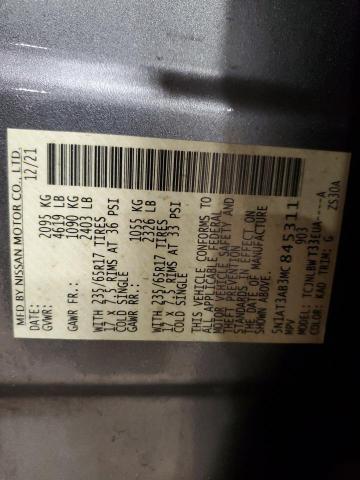 MFD BY NISSAN MOTOR CO., LTD.
DATE: 12/21
GVWR: 2095 KG
4619 LB
GAWR FR: 1090 KG
2403 LB
WITH 235/65R17 TIRES
17 X 7.5 RIMS AT 36 PSI
COLD SINGLE
GAWR RR: 1055 KG
2326 LB
WITH 235/65R17 TIRES
17 X 7.5 RIMS AT 33 PSI
COLD SINGLE
THIS VEHICLE CONFORMS TO
ALL APPLICABLE FEDERAL
MOTOR VEHICLE SAFETY AND
THEFT PREVENTION
STANDARDS IN EFFECT ON
THE DATE OF MANUFACTURE
SHOWN ABOVE.
5N1AT3AB3MC845311
MPV 903
MODEL: TCJNLBWT33EUA-----A
COLOR: KAD TRIM: G ZS30A